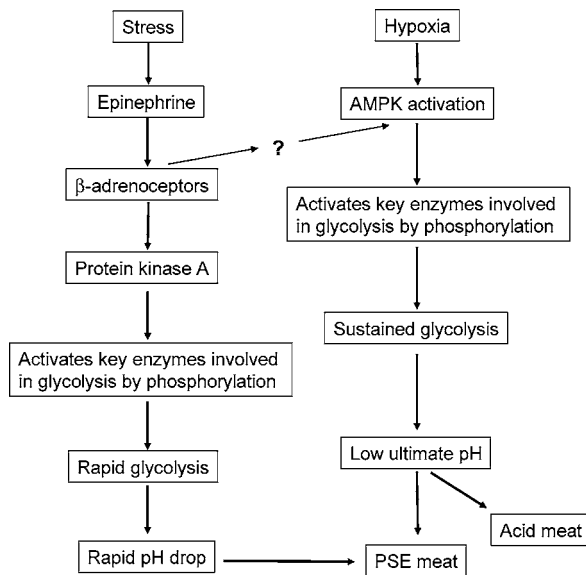 Stress
Epinephrine
β-adrenoceptors
Protein kinase A
Activates key enzymes involved
in glycolysis by phosphorylation
Rapid glycolysis
Rapid pH drop
?
Hypoxia
AMPK activation
Activates key enzymes involved
in glycolysis by phosphorylation
Sustained glycolysis
Low ultimate pH
Acid meat
PSE meat